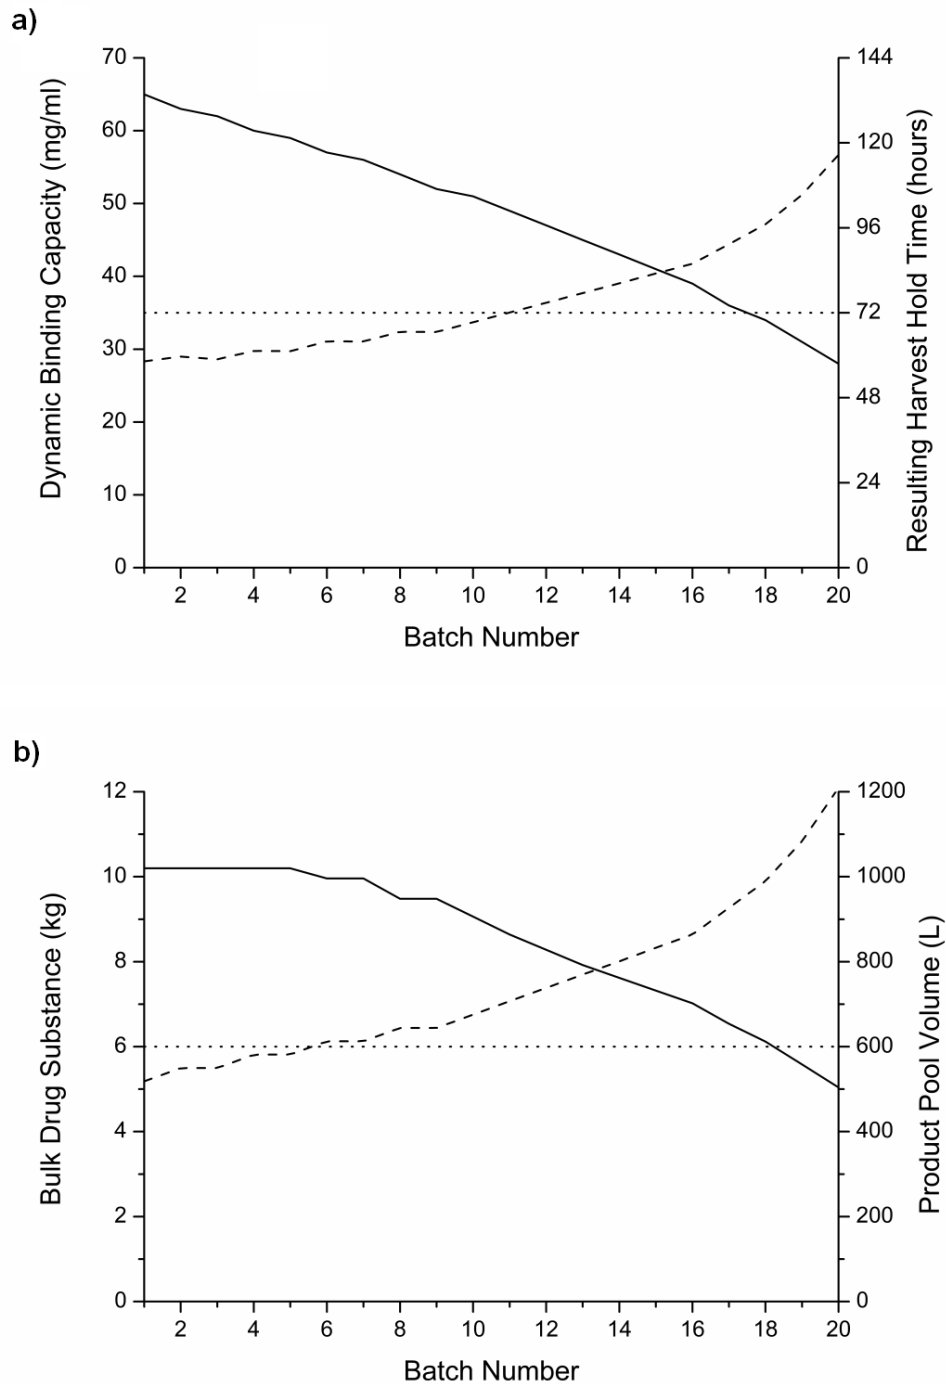 a)
Dynamic Binding Capacity (mg/ml)
70
60
50
40
30
20
10
0
144
120
96
72
48
24
0
Resulting Harvest Hold Time (hours)
2 4 6 8 10 12 14 16 18 20
Batch Number
b)
Bulk Drug Substance (kg)
12
10
8
6
4
2
0
1200
1000
800
600
400
200
0
Product Pool Volume (L)
2 4 6 8 10 12 14 16 18 20
Batch Number